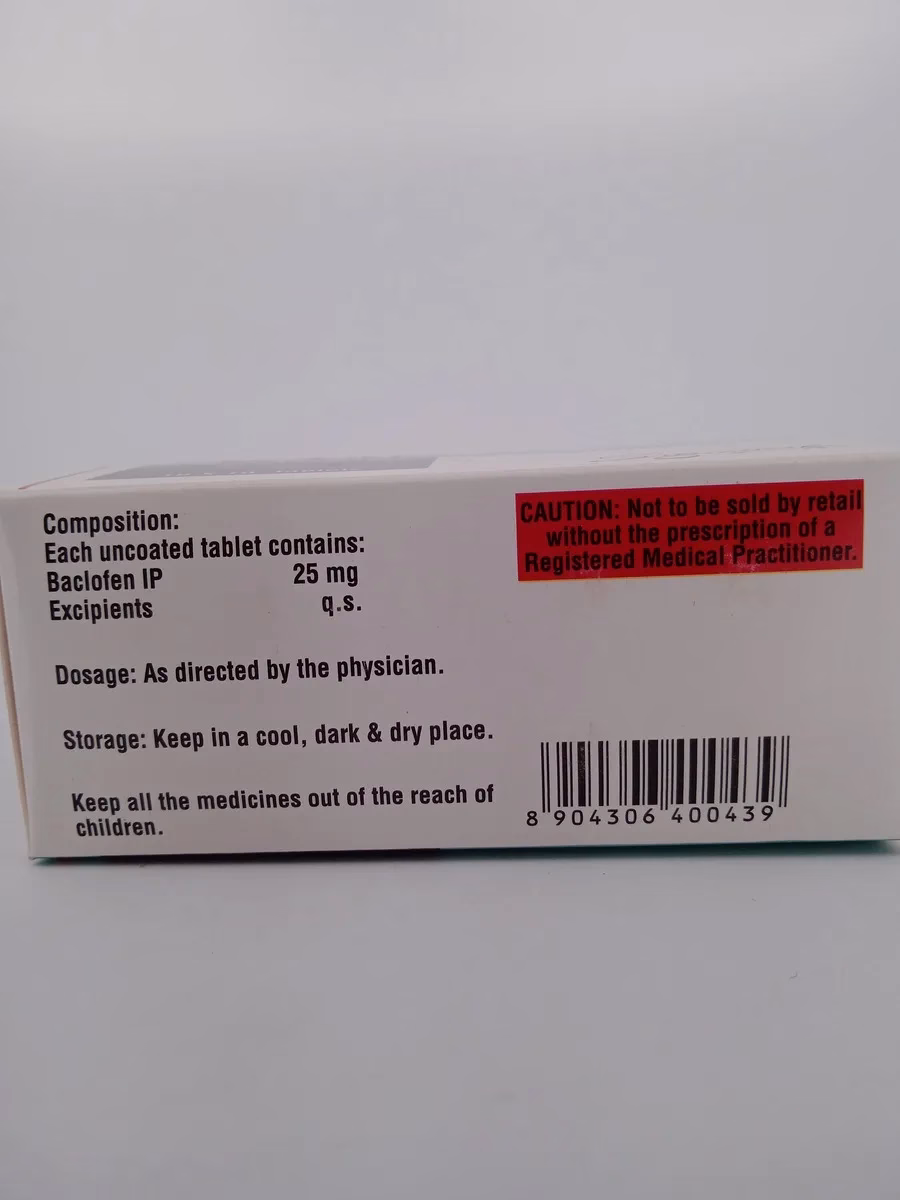 Composition:
Each uncoated tablet contains:
Baclofen IP 25 mg
Excipients q.s.
Dosage: As directed by the physician.
Storage: Keep in a cool, dark & dry place.
Keep all the medicines out of the reach of
children.
CAUTION: Not to be sold by retail
without the prescription of a
Registered Medical Practitioner.
8 904306 400439